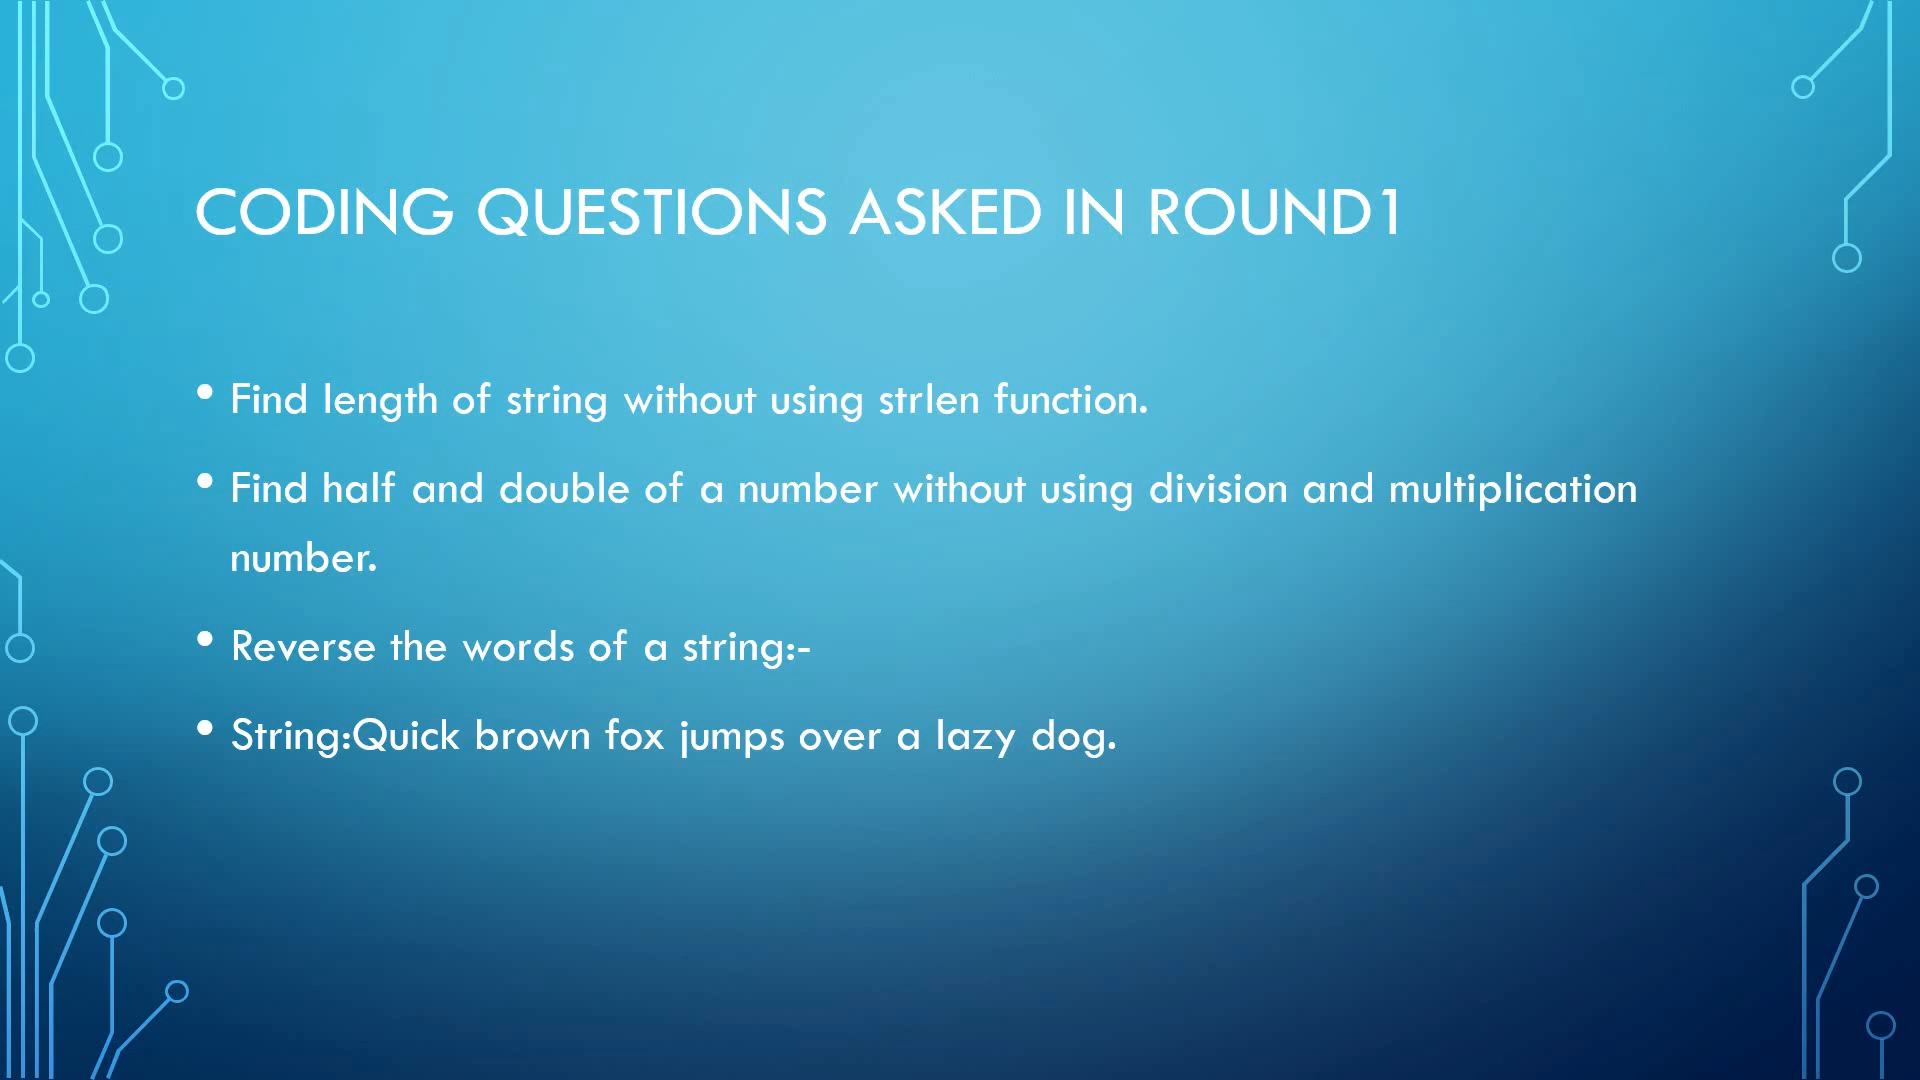 CODING QUESTIONS ASKED IN ROUND1
• Find length of string without using strlen function.
• Find half and double of a number without using division and multiplication
number.
• Reverse the words of a string:-
• String:Quick brown fox jumps over a lazy dog.